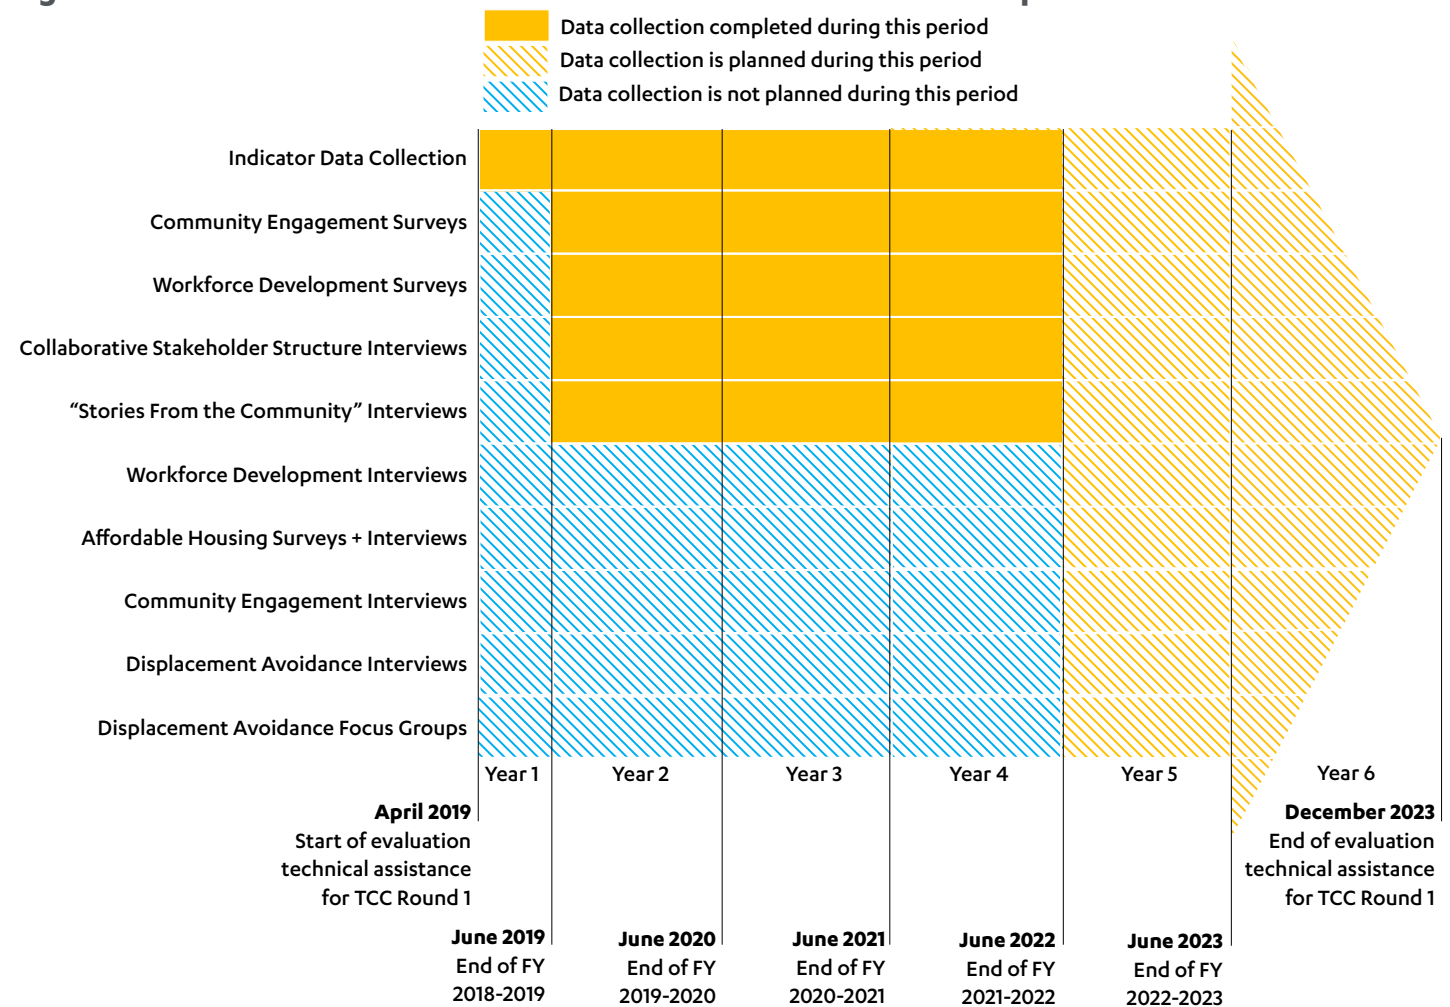 Data collection completed during this period
Data collection is planned during this period
Data collection is not planned during this period
Indicator Data Collection
Community Engagement Surveys
Workforce Development Surveys
Collaborative Stakeholder Structure Interviews
“Stories From the Community” Interviews
Workforce Development Interviews
Affordable Housing Surveys + Interviews
Community Engagement Interviews
Displacement Avoidance Interviews
Displacement Avoidance Focus Groups
Year 1
Year 2
Year 3
Year 4
Year 5
Year 6
April 2019
Start of evaluation
technical assistance
for TCC Round 1
December 2023
End of evaluation
technical assistance
for TCC Round 1
June 2019
End of FY
2018-2019
June 2020
End of FY
2019-2020
June 2021
End of FY
2020-2021
June 2022
End of FY
2021-2022
June 2023
End of FY
2022-2023